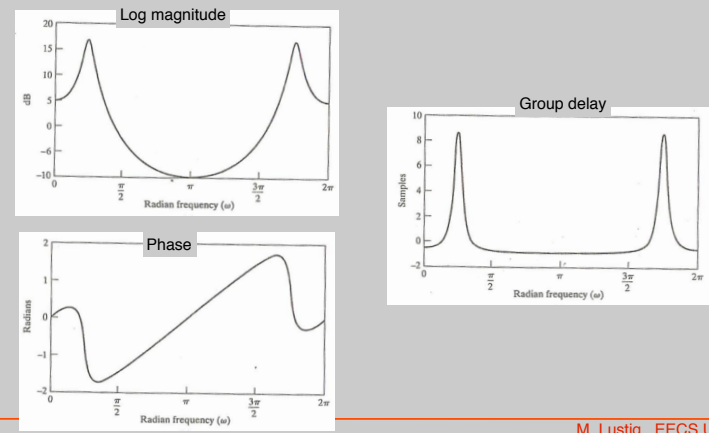 Log magnitude
20
15
10
5
0
−6
−10
dB
0
π/2
π
3π/2
2π
Radian frequency (ω)
Group delay
10
8
6
4
2
0
−2
Samples
0
π/2
π
3π/2
2π
Radian frequency (ω)
Phase
2
1
0
−1
−2
Radians
0
π/2
π
3π/2
2π
Radian frequency (ω)
M. Lustig, EECS U